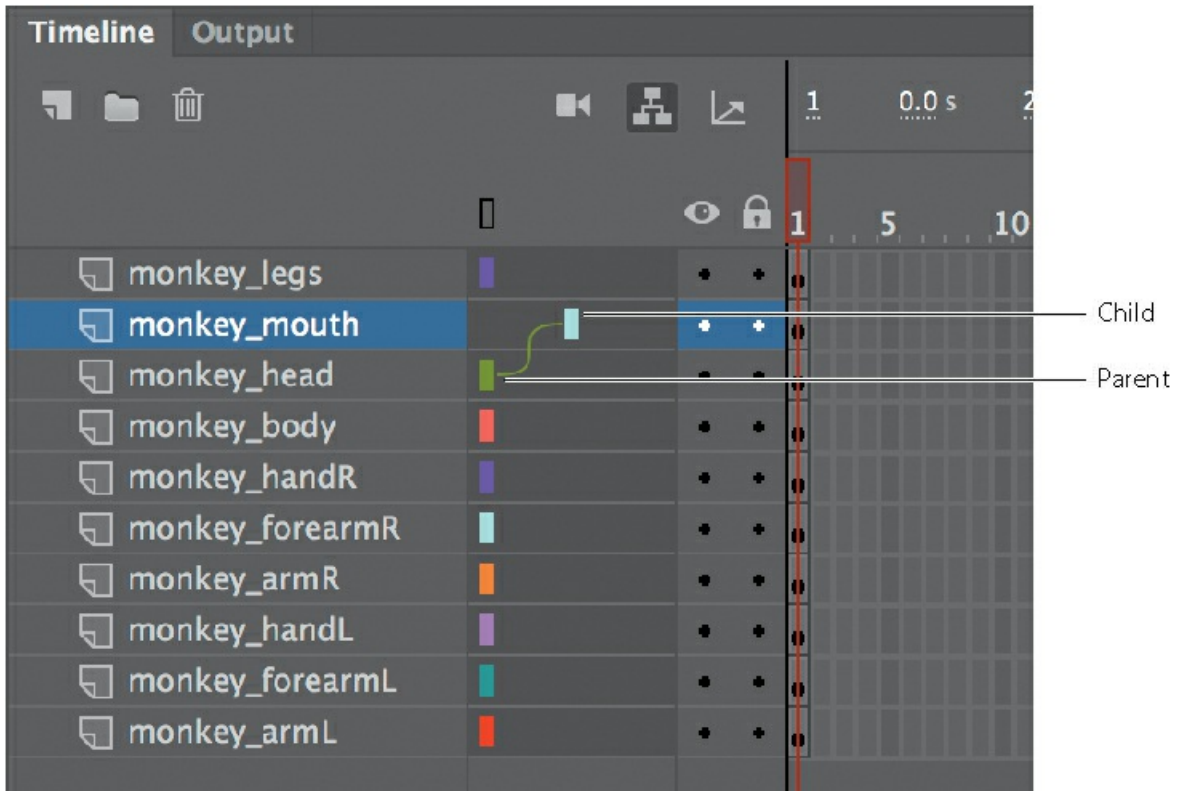 Timeline Output
1 0.0 s 2
1 5 10
monkey_legs
monkey_mouth
Child
monkey_head
Parent
monkey_body
monkey_handR
monkey_forearmR
monkey_armR
monkey_handL
monkey_forearmL
monkey_armL